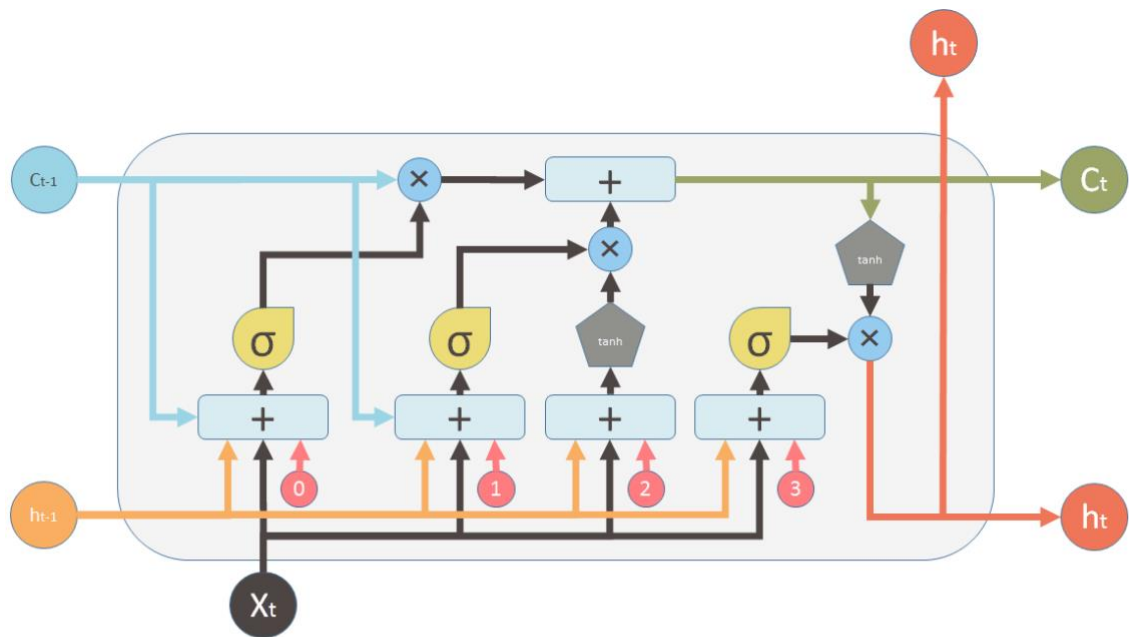 ht
Ct-1
×
+
Ct
×
tanh
σ
σ
tanh
σ
×
+
+
+
+
0
1
2
3
ht-1
ht
Xt